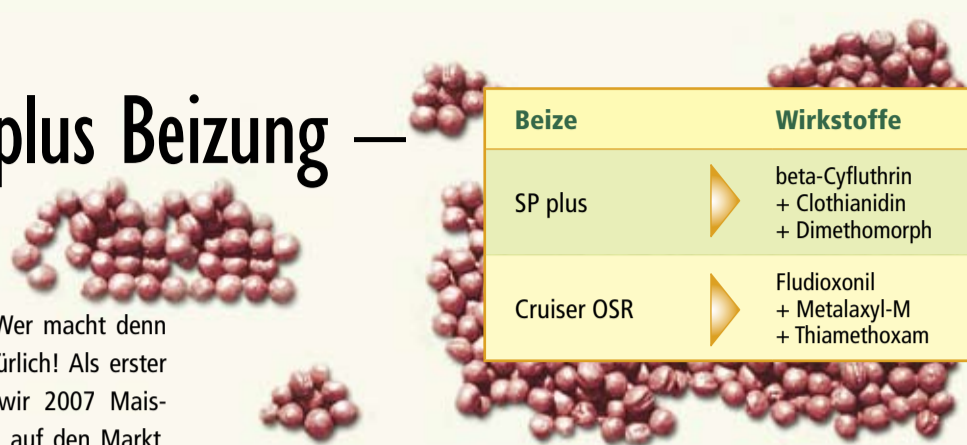 plus Beizung –
Wer macht denn
ürlich! Als erster
wir 2007 Mais-
auf den Markt.
Beize Wirkstoffe
SP plus
beta-Cyfluthrin
+ Clothianidin
+ Dimethomorph
Cruiser OSR
Fludioxonil
+ Metalaxyl-M
+ Thiamethoxam